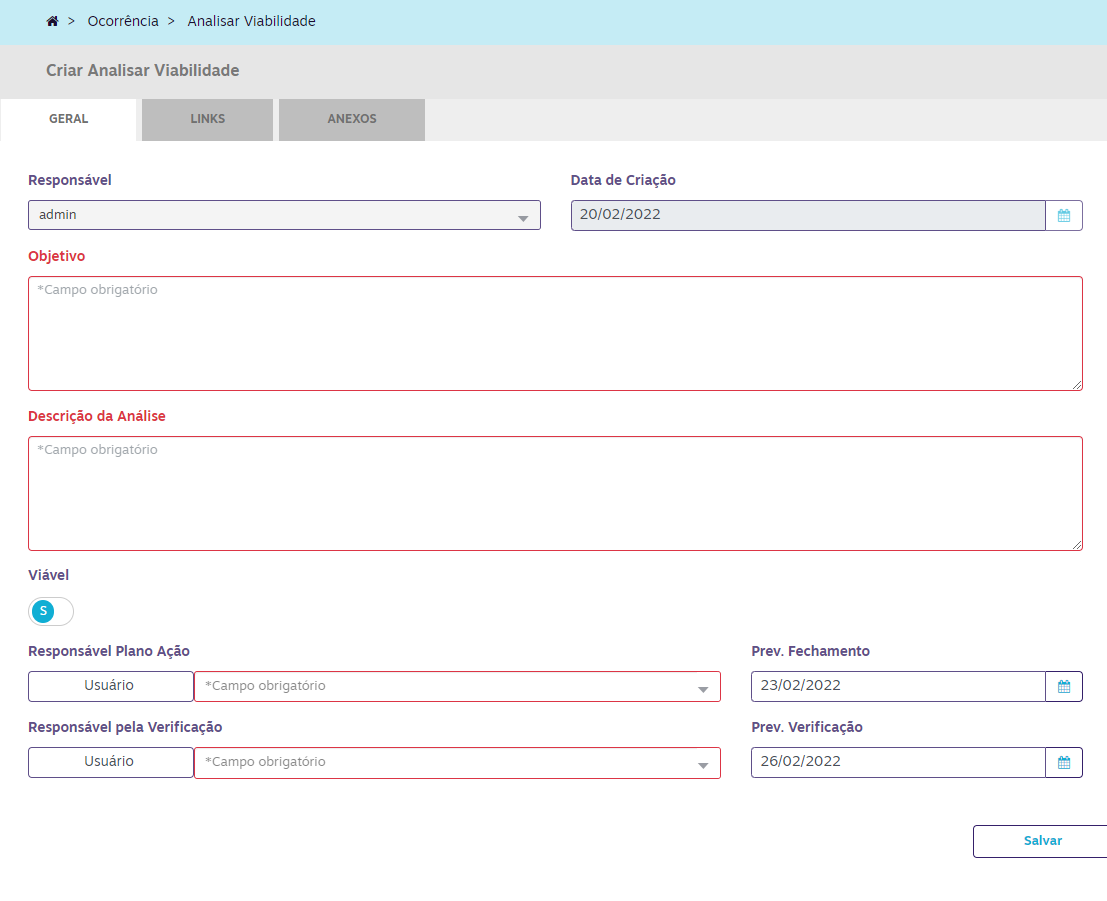 > Ocorrência > Analisar Viabilidade
Criar Analisar Viabilidade
GERAL LINKS ANEXOS
Responsável Data de Criação
admin 20/02/2022
Objetivo
*Campo obrigatório
Descrição da Análise
*Campo obrigatório
Viável
S
Responsável Plano Ação Prev. Fechamento
Usuário *Campo obrigatório 23/02/2022
Responsável pela Verificação Prev. Verificação
Usuário *Campo obrigatório 26/02/2022
Salvar